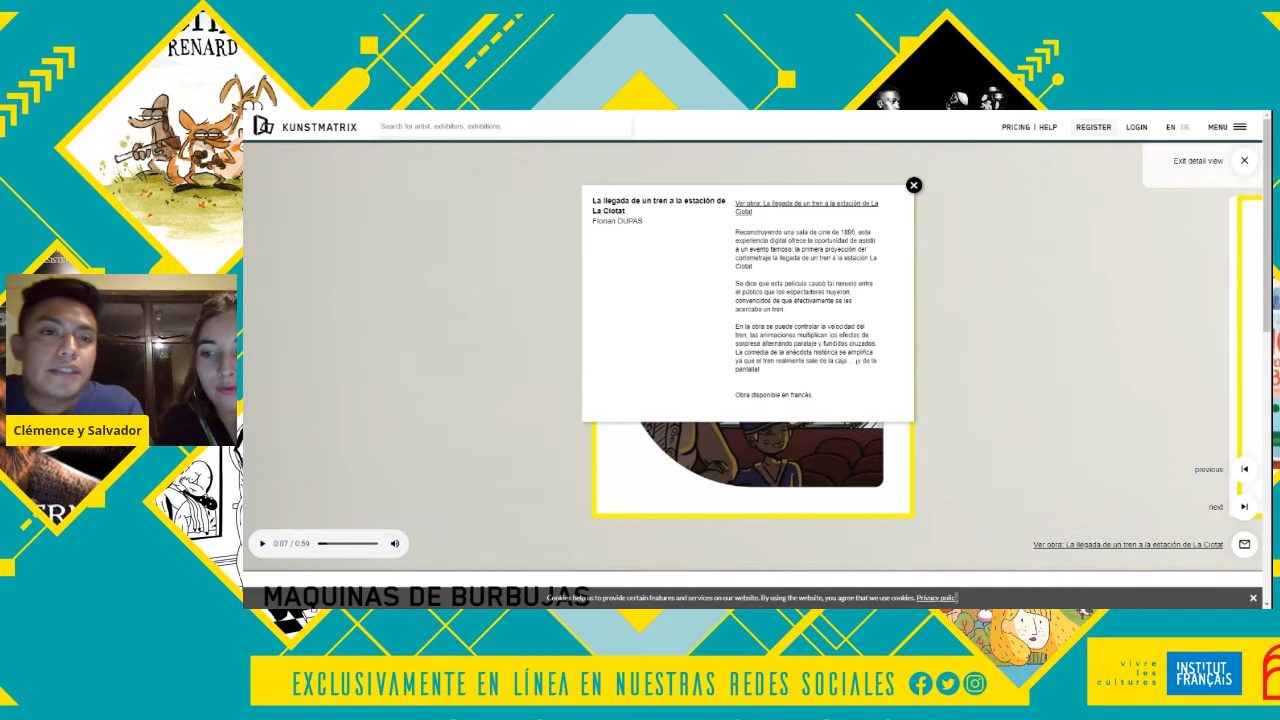 RENARD
KUNSTMATRIX
Search for artist, exhibitors, exhibitions, ...
PRICING | HELP
REGISTER
LOGIN
EN DE
MENU
Exit detail view
La llegada de un tren a la estación de
La Ciotat
Florian DUPAS
Ver obra: La llegada de un tren a la estación de La
Ciotat
Reconstruyendo una sala de cine de 1896, esta
experiencia digital ofrece la oportunidad de asistir
a un evento famoso: la primera proyección del
cortometraje la llegada de un tren a la estación La
Ciotat.
Se dice que esta película causó tal revuelo entre
el público que los espectadores huyeron,
convencidos de que efectivamente se les
acercaba un tren.
En la obra se puede controlar la velocidad del
tren, las animaciones multiplican los efectos de
sorpresa alternando paralaje y fundidos cruzados.
La comedia de la anécdota histórica se amplifica
ya que el tren realmente sale de la caja ... ¡y de la
pantalla!
Obra disponible en francés.
Clémence y Salvador
previous
next
0:07 / 0:59
Ver obra: La llegada de un tren a la estación de La Ciotat
MAQUINAS DE BURBUJAS
Cookies help us to provide certain features and services on our website. By using the website, you agree that we use cookies. Privacy polic
EXCLUSIVAMENTE EN LÍNEA EN NUESTRAS REDES SOCIALES
vivre
les
cultures
INSTITUT
FRANÇAIS